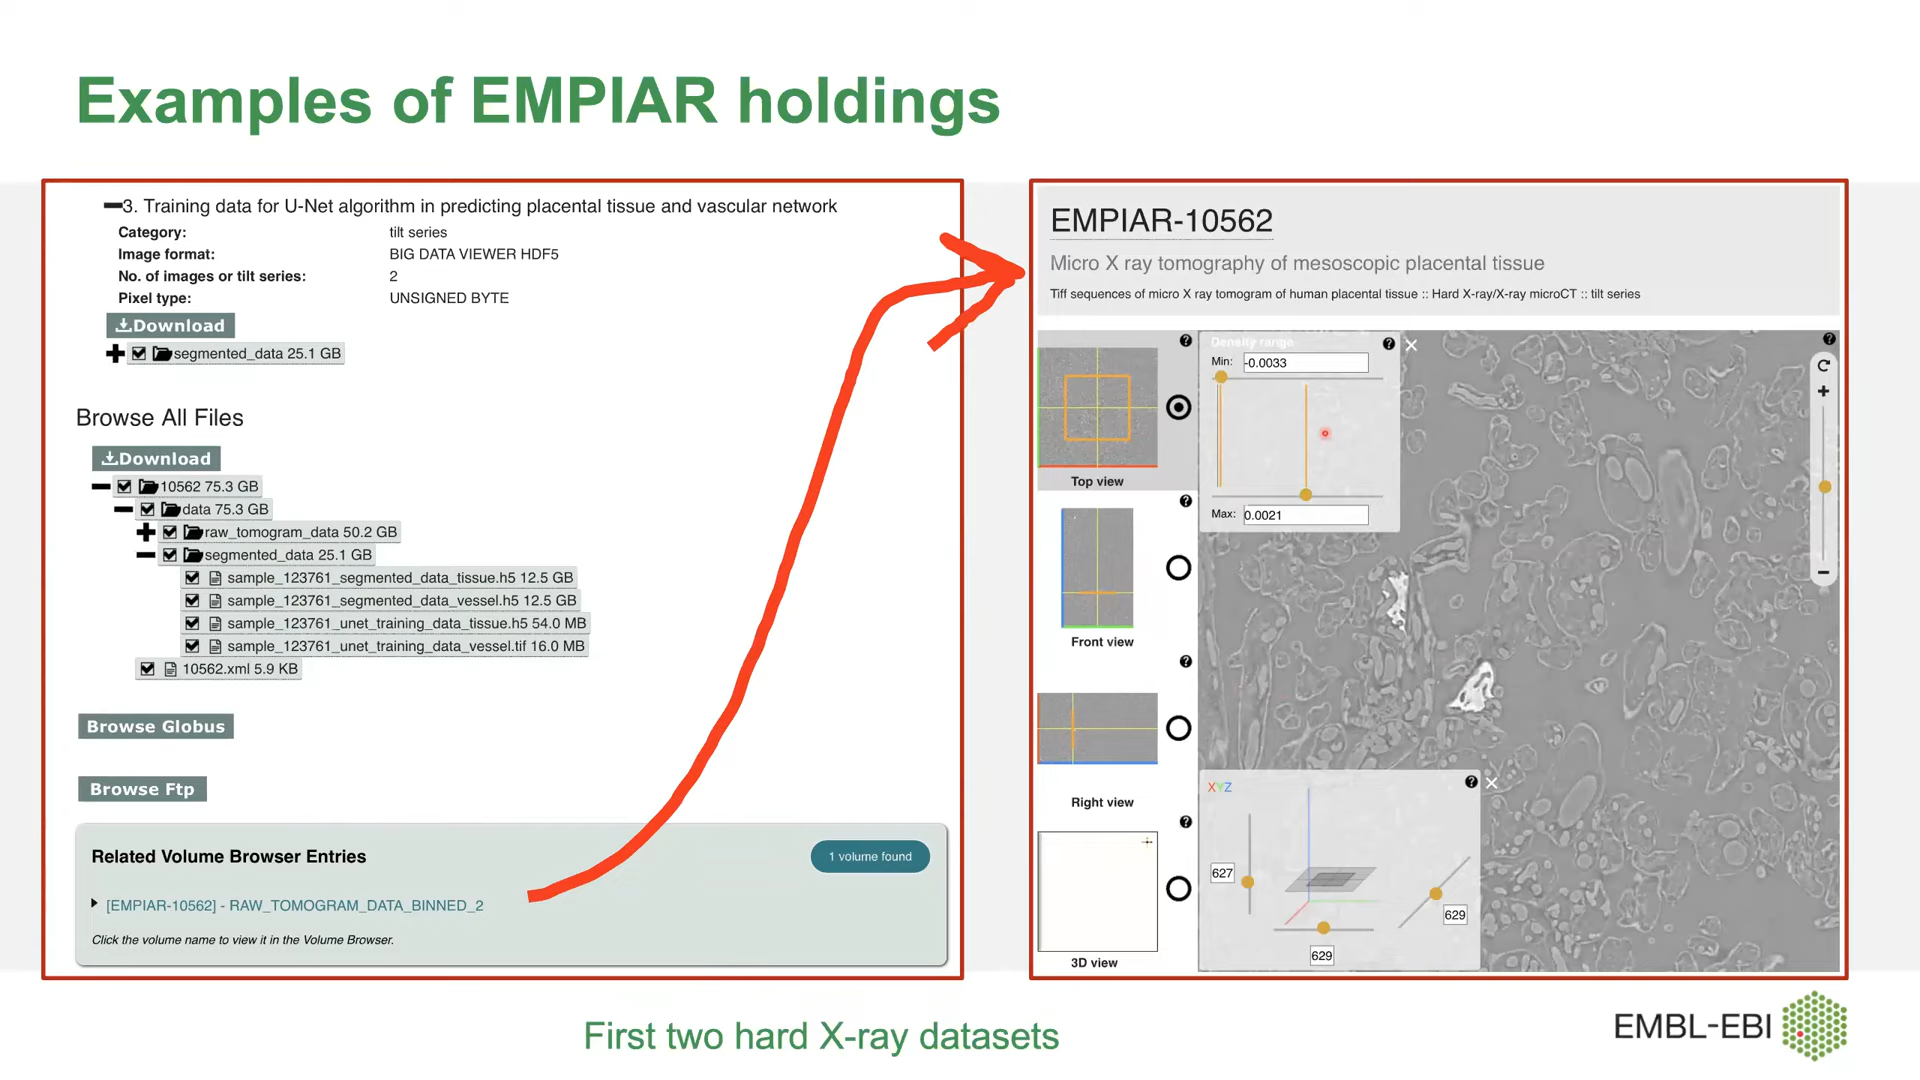 Examples of EMPIAR holdings
3. Training data for U-Net algorithm in predicting placental tissue and vascular network
Category: tilt series
Image format: BIG DATA VIEWER HDF5
No. of images or tilt series: 2
Pixel type: UNSIGNED BYTE
Download
segmented_data 25.1 GB
Browse All Files
Download
10562 75.3 GB
data 75.3 GB
raw_tomogram_data 50.2 GB
segmented_data 25.1 GB
sample_123761_segmented_data_tissue.h5 12.5 GB
sample_123761_segmented_data_vessel.h5 12.5 GB
sample_123761_unet_training_data_tissue.h5 54.0 MB
sample_123761_unet_training_data_vessel.tif 16.0 MB
10562.xml 5.9 KB
Browse Globus
Browse Ftp
Related Volume Browser Entries
1 volume found
[EMPIAR-10562] - RAW_TOMOGRAM_DATA_BINNED_2
Click the volume name to view it in the Volume Browser.
EMPIAR-10562
Micro X ray tomography of mesoscopic placental tissue
Tiff sequences of micro X ray tomogram of human placental tissue :: Hard X-ray/X-ray microCT :: tilt series
Top view
Front view
Right view
3D view
Density range
Min: -0.0033
Max: 0.0021
XYZ
627
629
629
First two hard X-ray datasets
EMBL-EBI